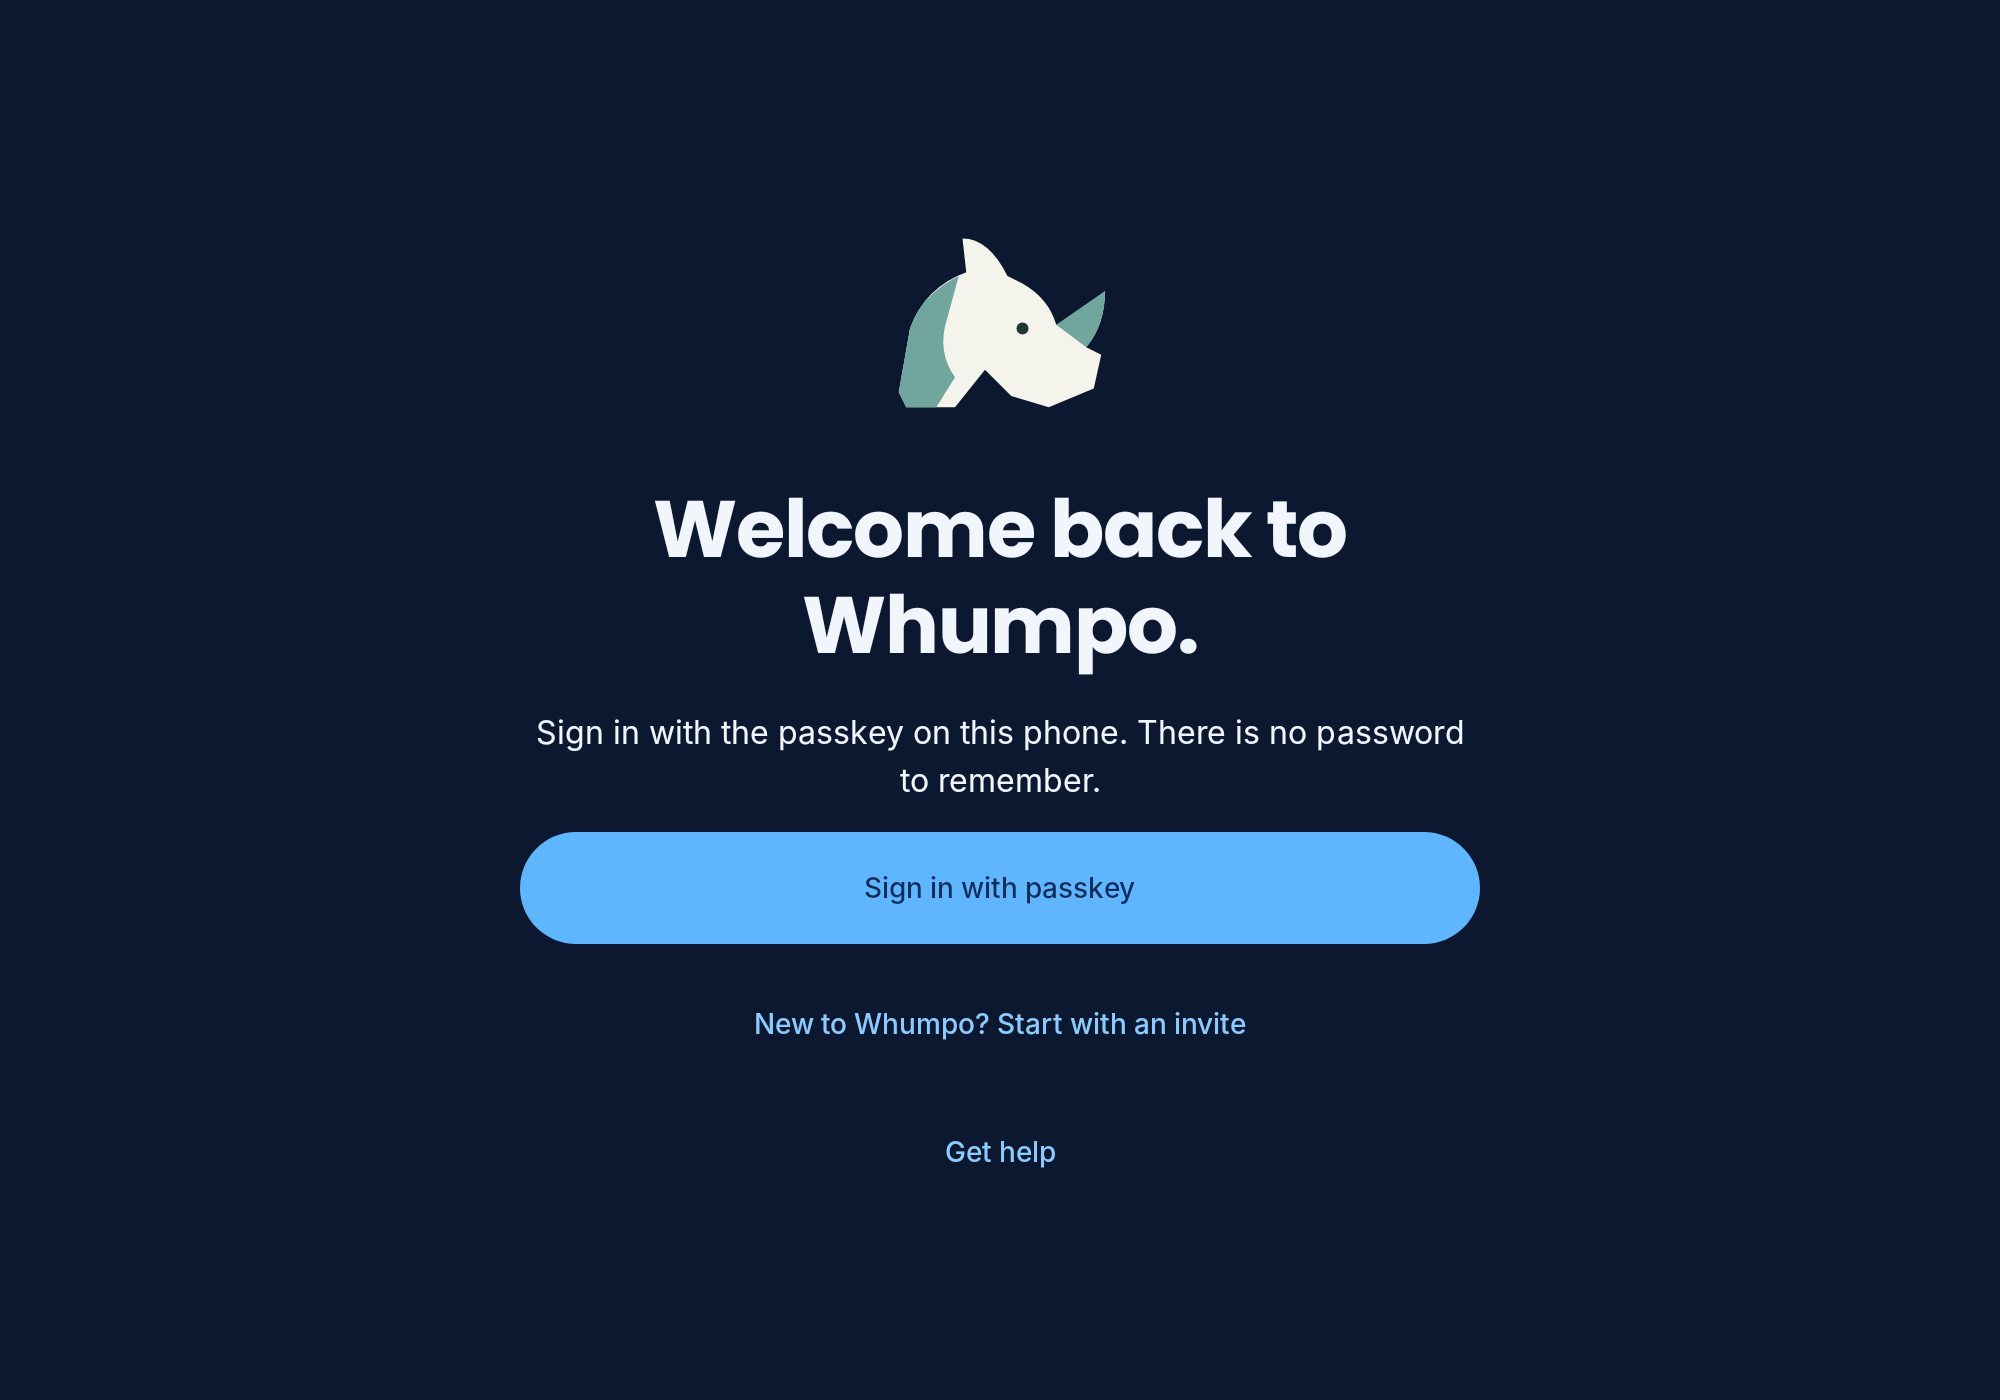 Welcome back to
Whumpo.
Sign in with the passkey on this phone. There is no password
to remember.
Sign in with passkey
New to Whumpo? Start with an invite
Get help